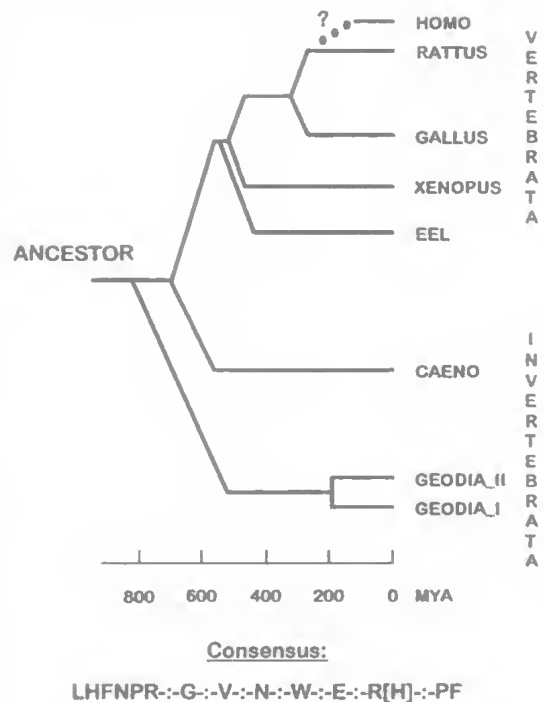 ?
HOMO
RATTUS
GALLUS
XENOPUS
EEL
VERTEBRATA
ANCESTOR
CAENO
GEODIA_II
GEODIA_I
INVERTEBRATA
800 600 400 200 0 MYA
Consensus:
LHFNPR-:-G-:-V-:-N-:-W-:-E-:-R[H]-:-PF